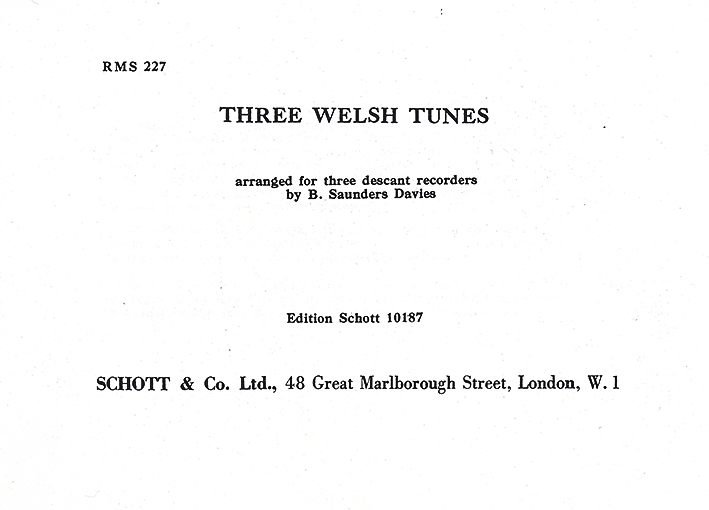 RMS 227
THREE WELSH TUNES
arranged for three descant recorders
by B. Saunders Davies
Edition Schott 10187
SCHOTT & Co. Ltd., 48 Great Marlborough Street, London, W. 1